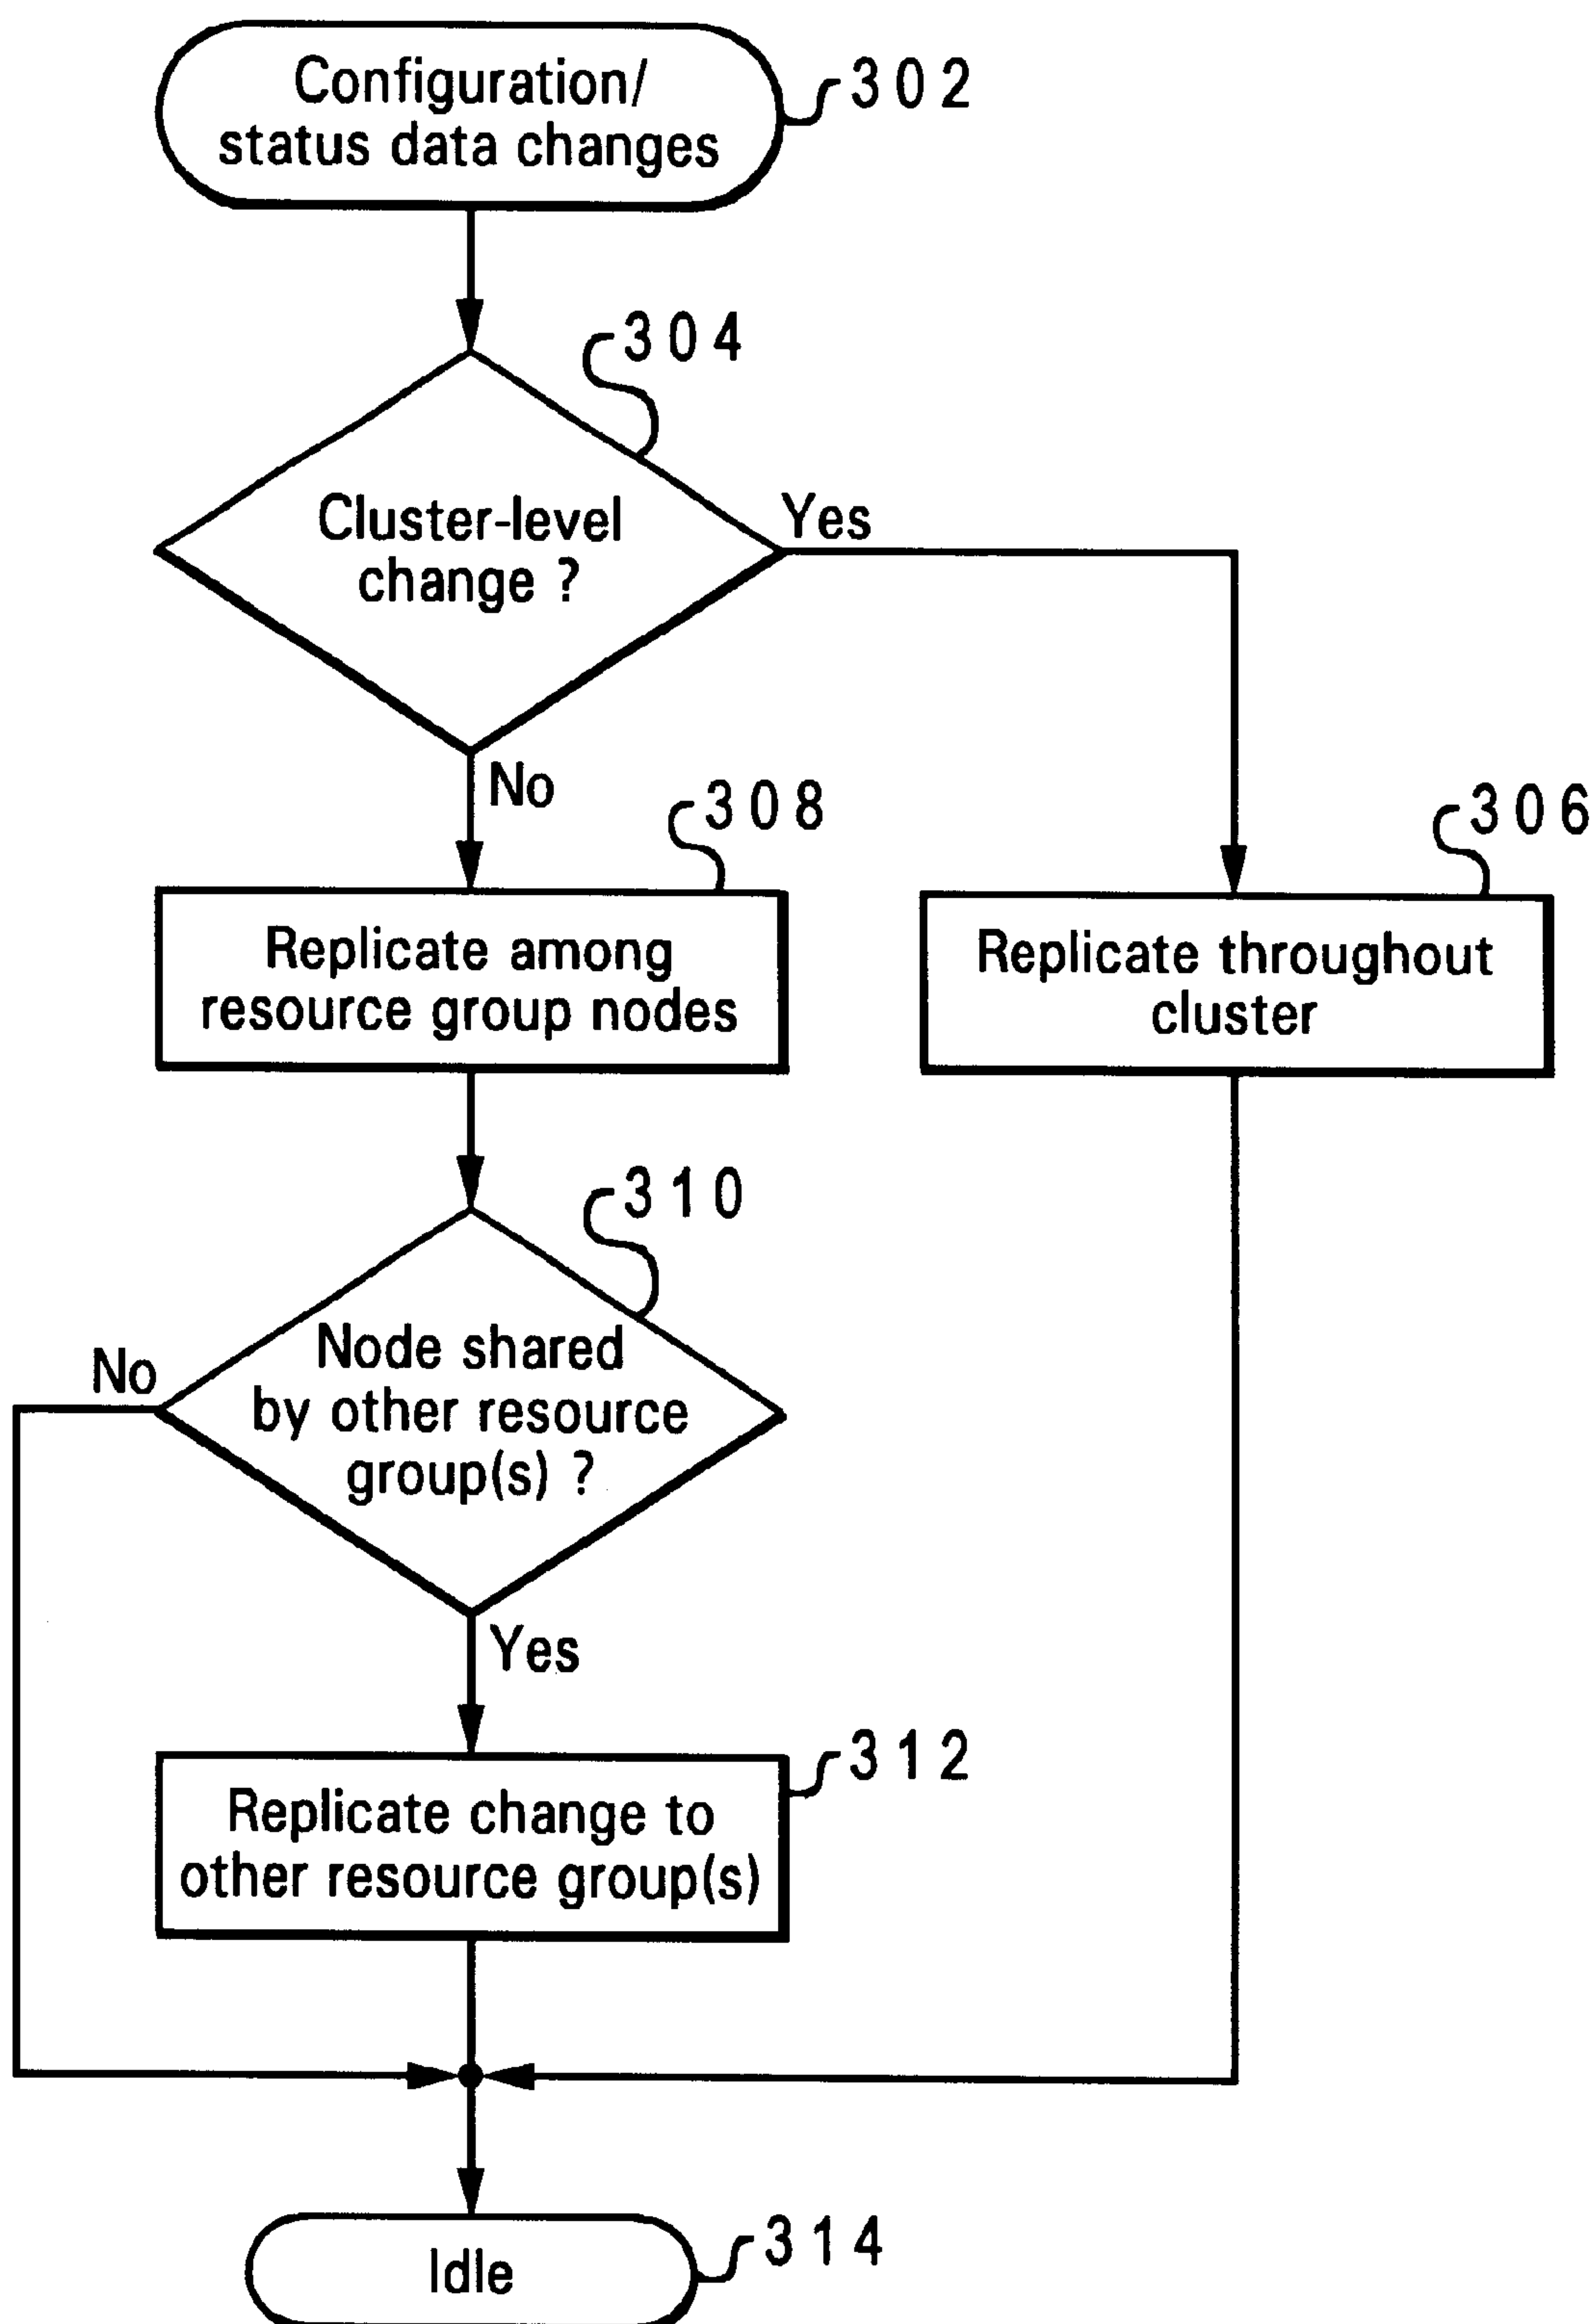 Configuration/
status data changes
302
304
Cluster-level
change ?
Yes
No
308
306
Replicate among
resource group nodes
Replicate throughout
cluster
310
Node shared
by other resource
group(s) ?
No
Yes
312
Replicate change to
other resource group(s)
Idle
314